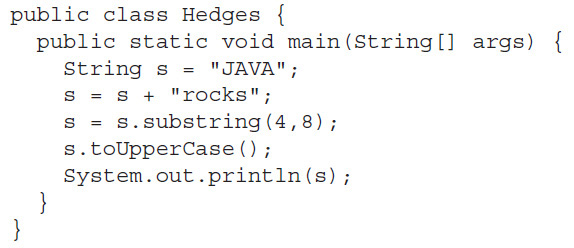 public class Hedges {
  public static void main(String[] args) {
    String s = "JAVA";
    s = s + "rocks";
    s = s.substring(4,8);
    s.toUpperCase();
    System.out.println(s);
  }
}